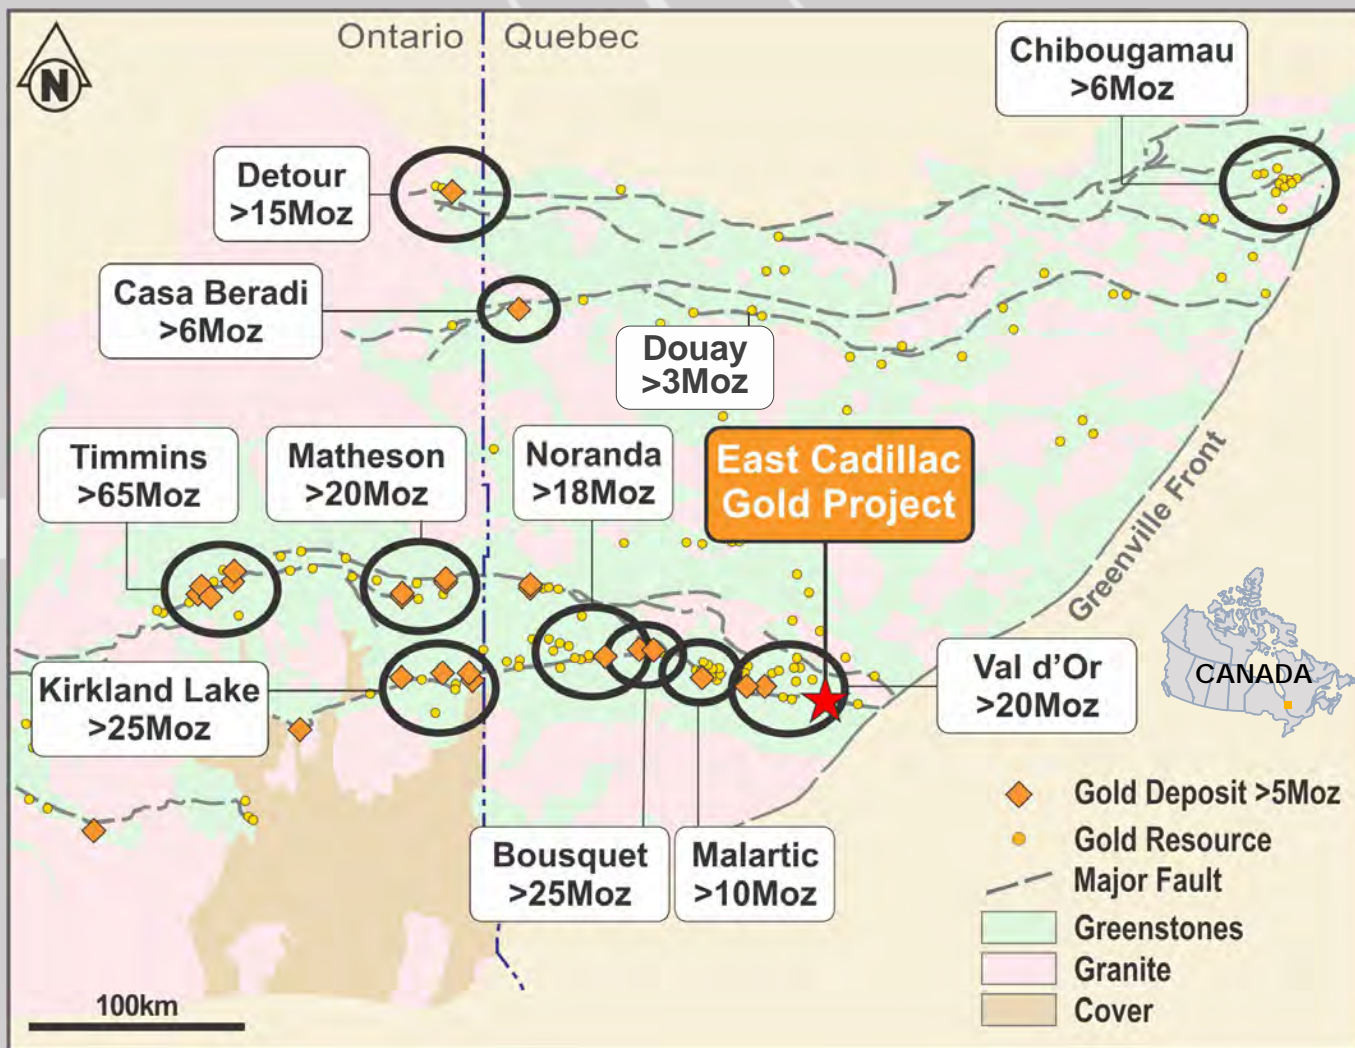 Ontario
Quebec
N
Chibougamau
>6Moz
Detour
>15Moz
Casa Beradi
>6Moz
Douay
>3Moz
Timmins
>65Moz
Matheson
>20Moz
Noranda
>18Moz
East Cadillac
Gold Project
Greenville Front
CANADA
Kirkland Lake
>25Moz
Val d’Or
>20Moz
Bousquet
>25Moz
Malartic
>10Moz
Gold Deposit >5Moz
Gold Resource
Major Fault
Greenstones
Granite
Cover
100km